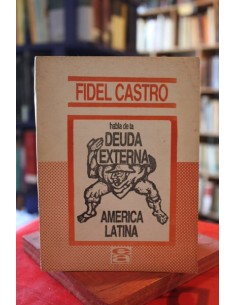 FIDEL CASTRO
habla de la
DEUDA
EXTERNA
AMERICA
LATINA